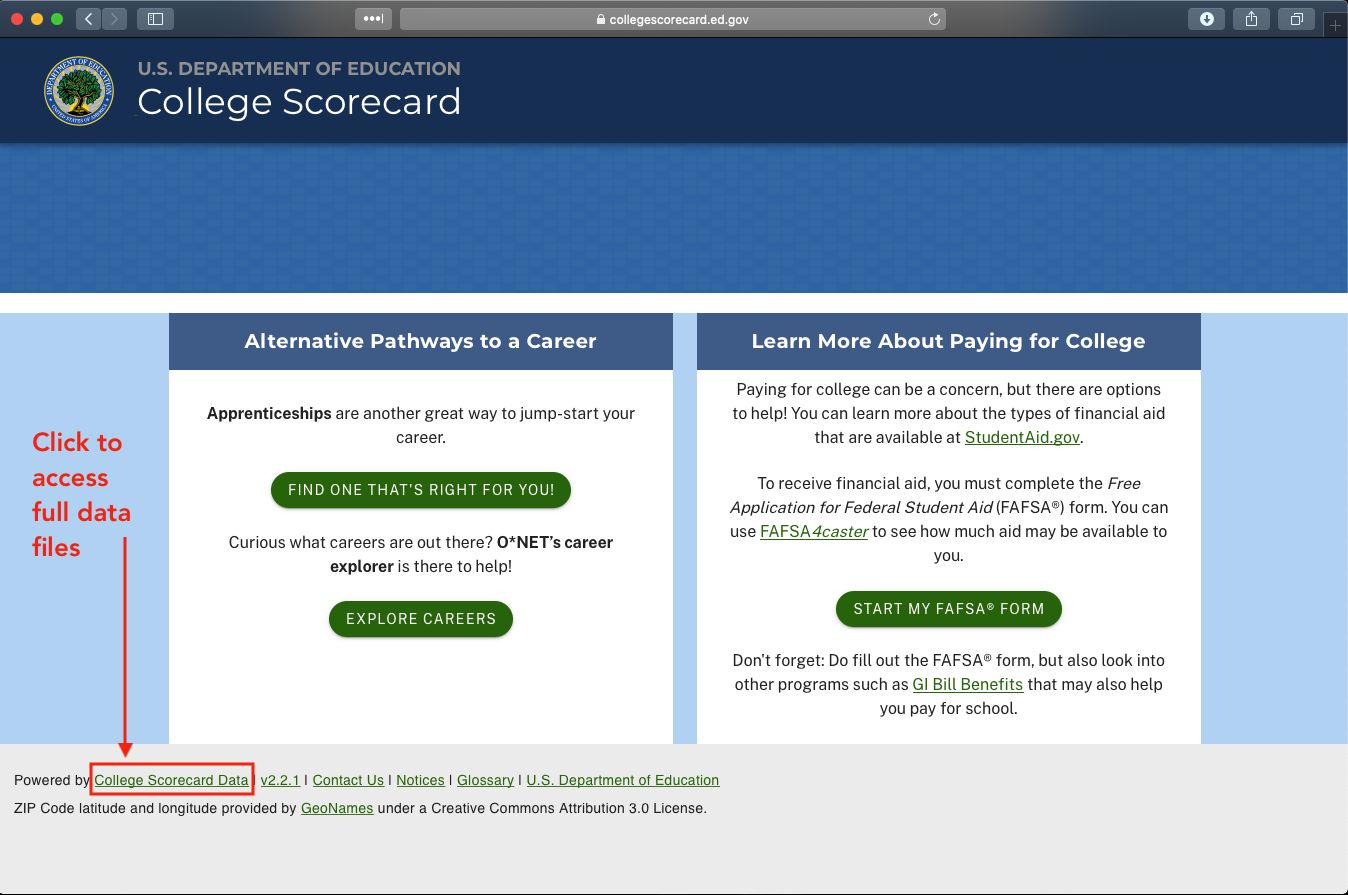 collegescorecard.ed.gov
U.S. DEPARTMENT OF EDUCATION
College Scorecard
Alternative Pathways to a Career
Apprenticeships are another great way to jump-start your
career.
FIND ONE THAT’S RIGHT FOR YOU!
Curious what careers are out there? O*NET’s career
explorer is there to help!
EXPLORE CAREERS
Learn More About Paying for College
Paying for college can be a concern, but there are options
to help! You can learn more about the types of financial aid
that are available at StudentAid.gov.
To receive financial aid, you must complete the Free
Application for Federal Student Aid (FAFSA®) form. You can
use FAFSA4caster to see how much aid may be available to
you.
START MY FAFSA® FORM
Don't forget: Do fill out the FAFSA® form, but also look into
other programs such as GI Bill Benefits that may also help
you pay for school.
Click to
access
full data
files
Powered by College Scorecard Data | v2.2.1 | Contact Us | Notices | Glossary | U.S. Department of Education
ZIP Code latitude and longitude provided by GeoNames under a Creative Commons Attribution 3.0 License.